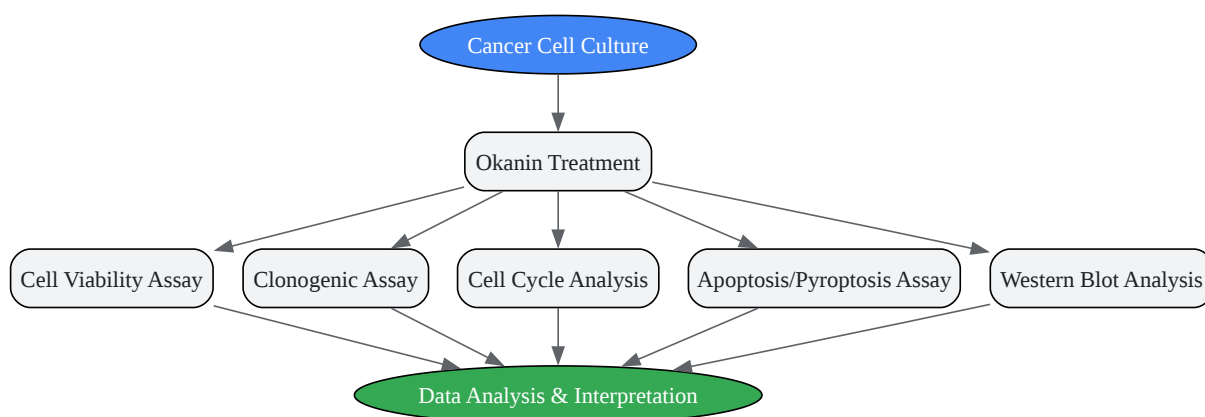 Cancer Cell Culture
Okanin Treatment
Cell Viability Assay
Clonogenic Assay
Cell Cycle Analysis
Apoptosis/Pyroptosis Assay
Western Blot Analysis
Data Analysis & Interpretation